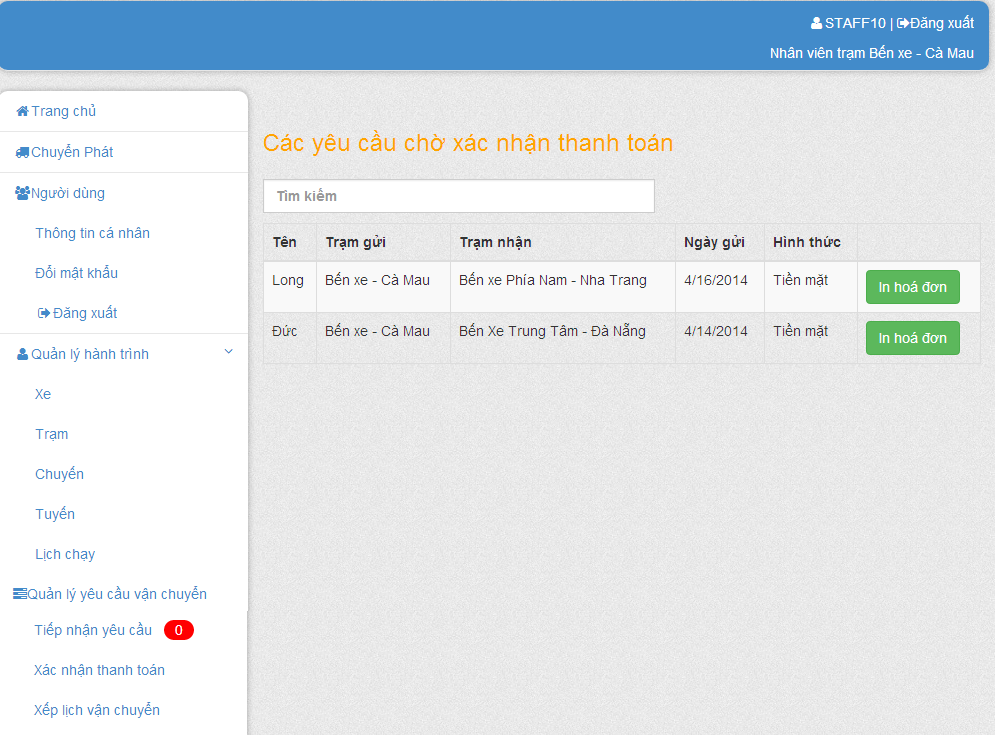 STAFF10 | Đăng xuất
Nhân viên trạm Bến xe - Cà Mau
Trang chủ
Chuyển Phát
Người dùng
Thông tin cá nhân
Đổi mật khẩu
Đăng xuất
Quản lý hành trình
Xe
Trạm
Chuyến
Tuyến
Lịch chạy
Quản lý yêu cầu vận chuyển
Tiếp nhận yêu cầu 0
Xác nhận thanh toán
Xếp lịch vận chuyển
Các yêu cầu chờ xác nhận thanh toán
Tìm kiếm
Tên Trạm gửi Trạm nhận Ngày gửi Hình thức
Long Bến xe - Cà Mau Bến xe Phía Nam - Nha Trang 4/16/2014 Tiền mặt In hoá đơn
Đức Bến xe - Cà Mau Bến Xe Trung Tâm - Đà Nẵng 4/14/2014 Tiền mặt In hoá đơn